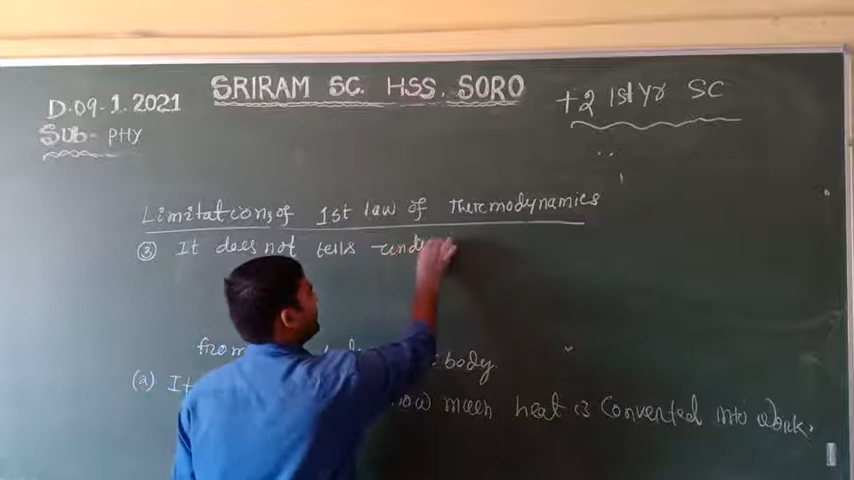 D.09.1.2021 SRIRAM SC. HSS. SORO +2 1st Yr SC
Sub- PHY
Limitations of 1st law of Thermodynamics
③ It does not tells
from body.
(a) It how much heat is converted into work.